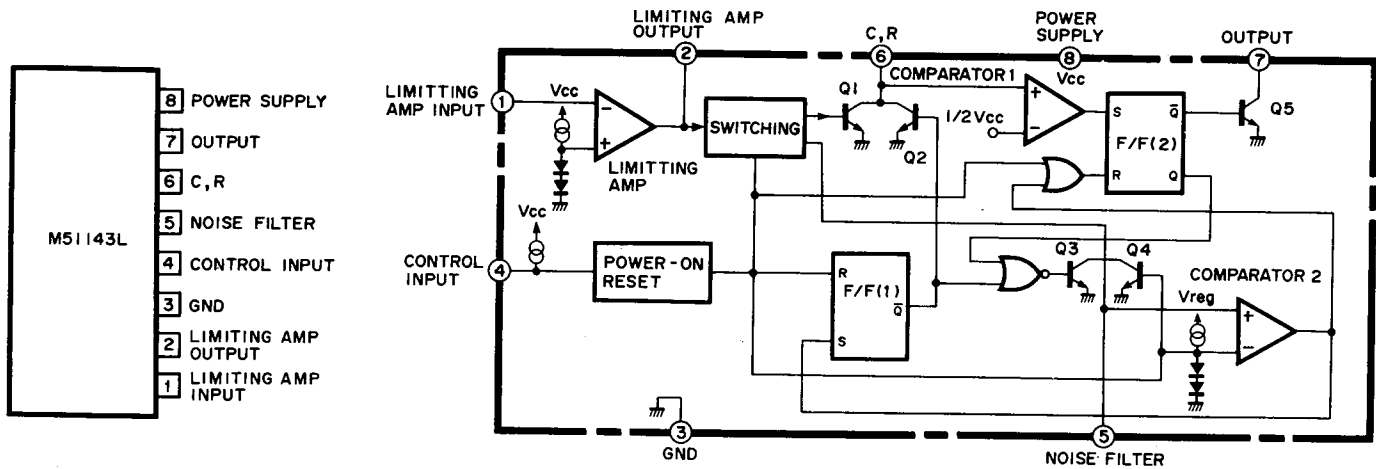 M51143L
8 POWER SUPPLY
7 OUTPUT
6 C,R
5 NOISE FILTER
4 CONTROL INPUT
3 GND
2 LIMITING AMP
OUTPUT
1 LIMITING AMP
INPUT
LIMITING AMP
OUTPUT
2
C,R
6
POWER
SUPPLY
8
Vcc
OUTPUT
7
LIMITTING
AMP INPUT
1
Vcc
−
+
LIMITTING
AMP
SWITCHING
Q1
Q2
COMPARATOR 1
1/2 Vcc
+
−
S
Q̅
F/F(2)
R
Q
Q5
CONTROL
INPUT
4
Vcc
POWER-ON
RESET
R
F/F(1)
Q̅
S
Q3
Q4
COMPARATOR 2
Vreg
+
−
3
GND
5
NOISE FILTER